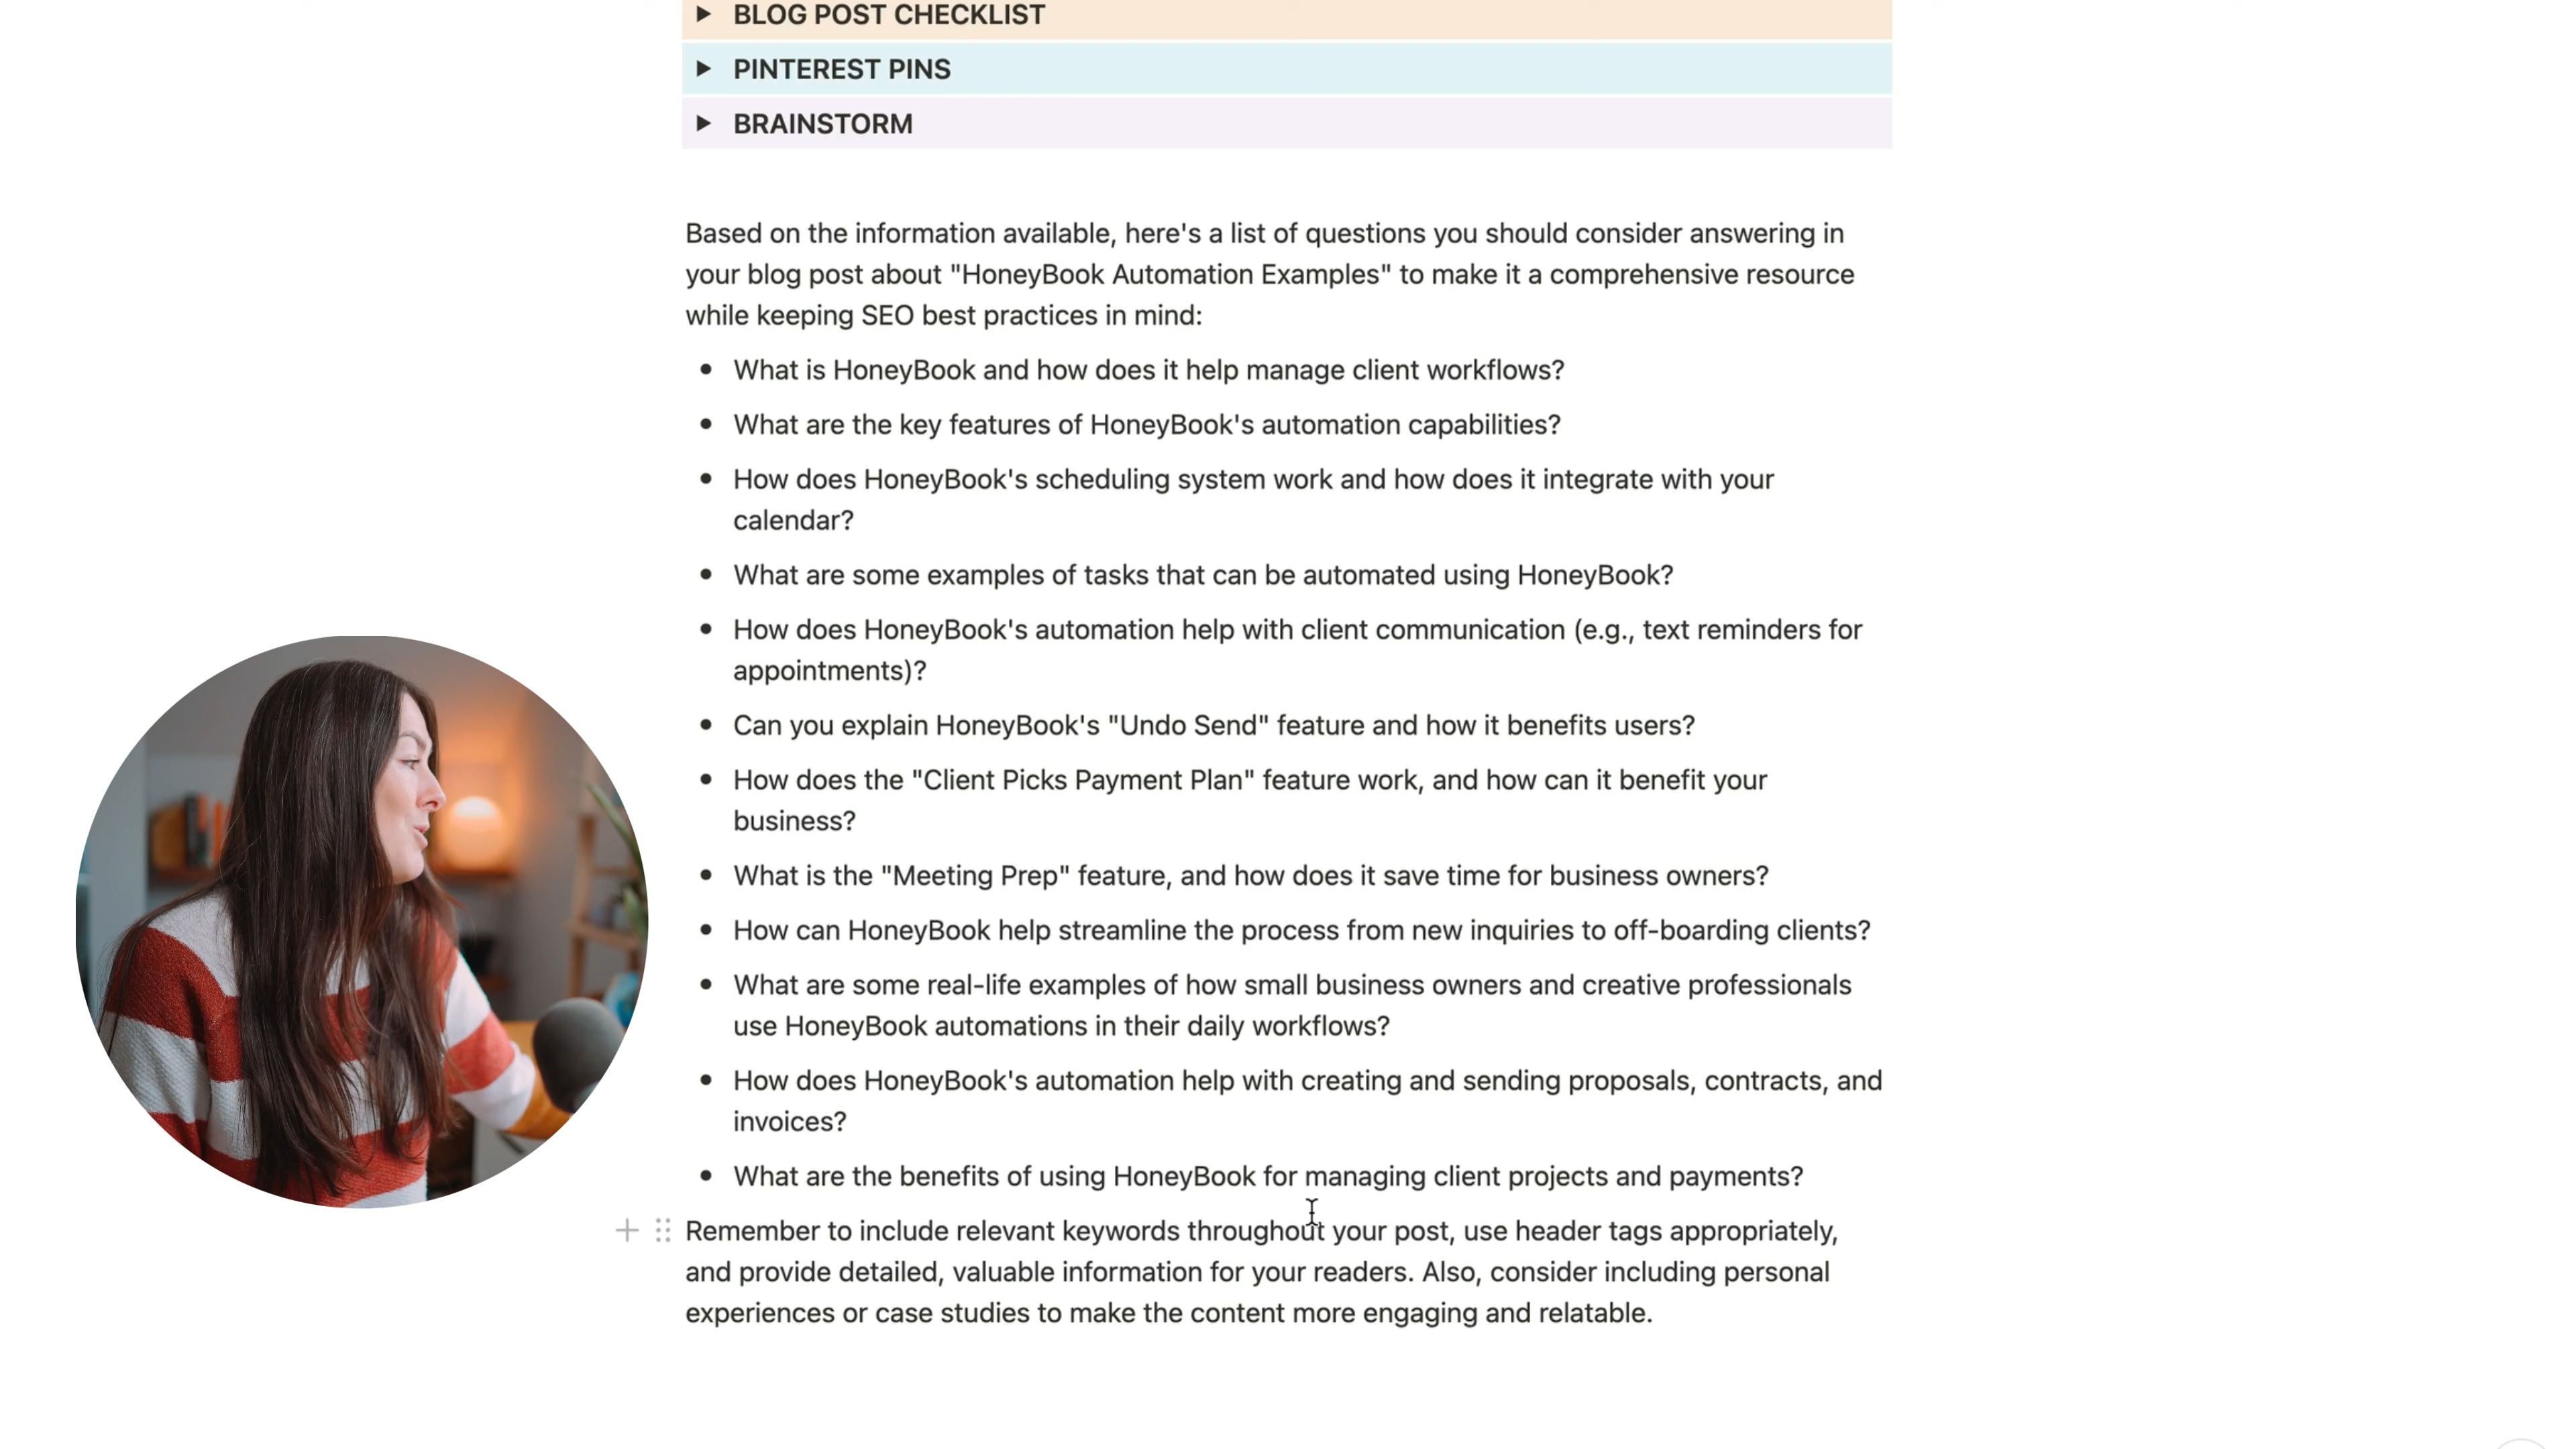 BLOG POST CHECKLIST
PINTEREST PINS
BRAINSTORM
Based on the information available, here's a list of questions you should consider answering in
your blog post about "HoneyBook Automation Examples" to make it a comprehensive resource
while keeping SEO best practices in mind:
What is HoneyBook and how does it help manage client workflows?
What are the key features of HoneyBook's automation capabilities?
How does HoneyBook's scheduling system work and how does it integrate with your
calendar?
What are some examples of tasks that can be automated using HoneyBook?
How does HoneyBook's automation help with client communication (e.g., text reminders for
appointments)?
Can you explain HoneyBook's "Undo Send" feature and how it benefits users?
How does the "Client Picks Payment Plan" feature work, and how can it benefit your
business?
What is the "Meeting Prep" feature, and how does it save time for business owners?
How can HoneyBook help streamline the process from new inquiries to off-boarding clients?
What are some real-life examples of how small business owners and creative professionals
use HoneyBook automations in their daily workflows?
How does HoneyBook's automation help with creating and sending proposals, contracts, and
invoices?
What are the benefits of using HoneyBook for managing client projects and payments?
Remember to include relevant keywords throughout your post, use header tags appropriately,
and provide detailed, valuable information for your readers. Also, consider including personal
experiences or case studies to make the content more engaging and relatable.